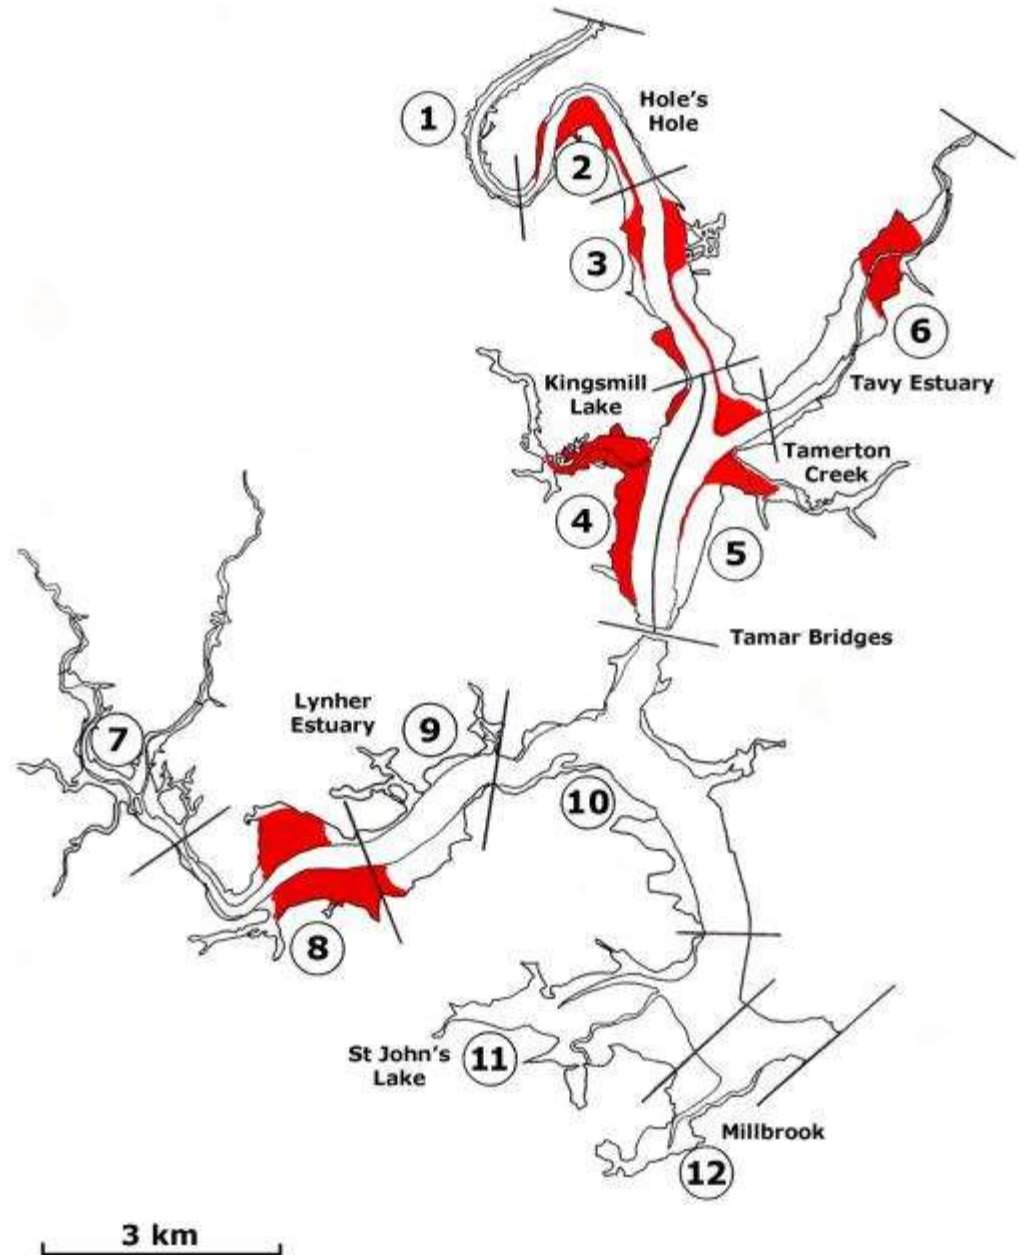 1
Hole's
Hole
2
3
6
Kingsmill
Lake
Tavy Estuary
Tamerton
Creek
4
5
Tamar Bridges
Lynher
Estuary
9
7
10
8
St John's
Lake
11
Millbrook
12
3 km